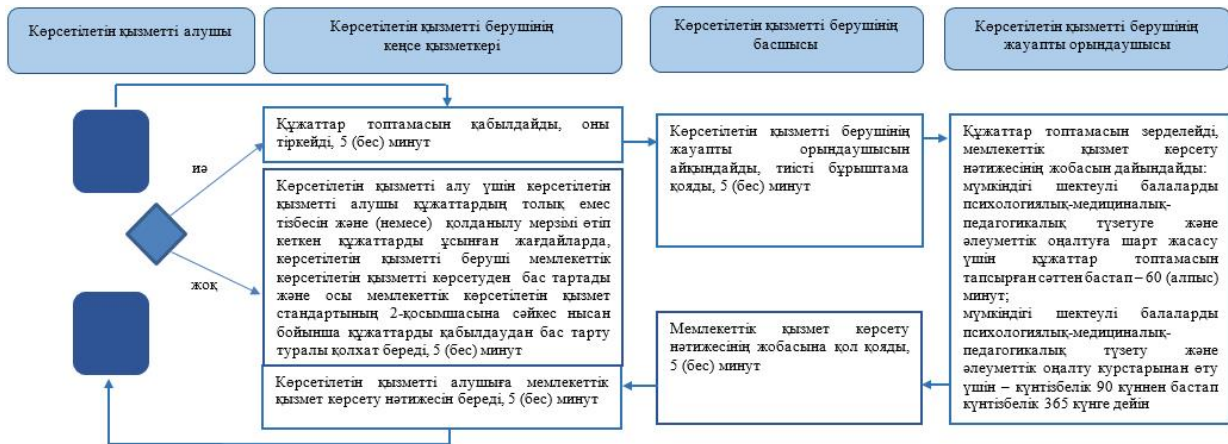 Көрсетілетін қызметті алушы
Көрсетілетін қызметті берушінің
кеңсе қызметкері
Көрсетілетін қызметті берушінің
басшысы
Көрсетілетін қызметті берушінің
жауапты орындаушысы
иә
жоқ
Құжаттар топтамасын қабылдайды, оны
тіркейді, 5 (бес) минут
Көрсетілетін қызметті алу үшін көрсетілетін
қызметті алушы құжаттардың толық емес
тізбесін және (немесе) қолданылу мерзімі өтіп
кеткен құжаттарды ұсынған жағдайларда,
көрсетілетін қызметті беруші мемлекеттік
көрсетілетін қызметті көрсетуден бас тартады
және осы мемлекеттік көрсетілетін қызмет
стандартының 2-қосымшасына сәйкес нысан
бойынша құжаттарды қабылдаудан бас тарту
туралы қолхат береді, 5 (бес) минут
Көрсетілетін қызметті алушыға мемлекеттік
қызмет көрсету нәтижесін береді, 5 (бес) минут
Көрсетілетін қызметті берушінің
жауапты орындаушысын
айқындайды, тиісті бұрыштама
қояды, 5 (бес) минут
Мемлекеттік қызмет көрсету
нәтижесінің жобасына қол қояды,
5 (бес) минут
Құжаттар топтамасын зерделейді,
мемлекеттік қызмет көрсету
нәтижесінің жобасын дайындайды:
мүмкіндігі шектеулі балаларды
психологиялық-медициналық-
педагогикалық түзетуге және
әлеуметтік оңалтуға шарт жасасу
үшін құжаттар топтамасын
тапсырған сәттен бастап – 60 (алпыс)
минут;
мүмкіндігі шектеулі балаларды
психологиялық-медициналық-
педагогикалық түзету және
әлеуметтік оңалту курстарынан өту
үшін – күнтізбелік 90 күннен бастап
күнтізбелік 365 күнге дейін